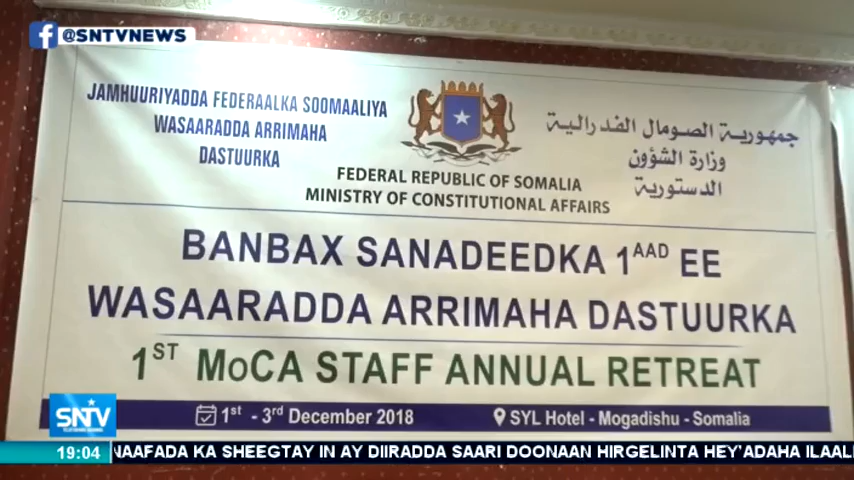 @SNTVNEWS
JAMHUURIYADDA FEDERAALKA SOOMAALIYA
WASAARADDA ARRIMAHA
DASTUURKA
جمهورية الصومال الفدرالية
وزارة الشؤون
الدستورية
FEDERAL REPUBLIC OF SOMALIA
MINISTRY OF CONSTITUTIONAL AFFAIRS
BANBAX SANADEEDKA 1AAD EE
WASAARADDA ARRIMAHA DASTUURKA
1ST MoCA STAFF ANNUAL RETREAT
1st - 3rd December 2018
SYL Hotel - Mogadishu - Somalia
SNTV
19:04
NAAFADA KA SHEEGTAY IN AY DIIRADDA SAARI DOONAAN HIRGELINTA HEY'ADAHA ILAALI